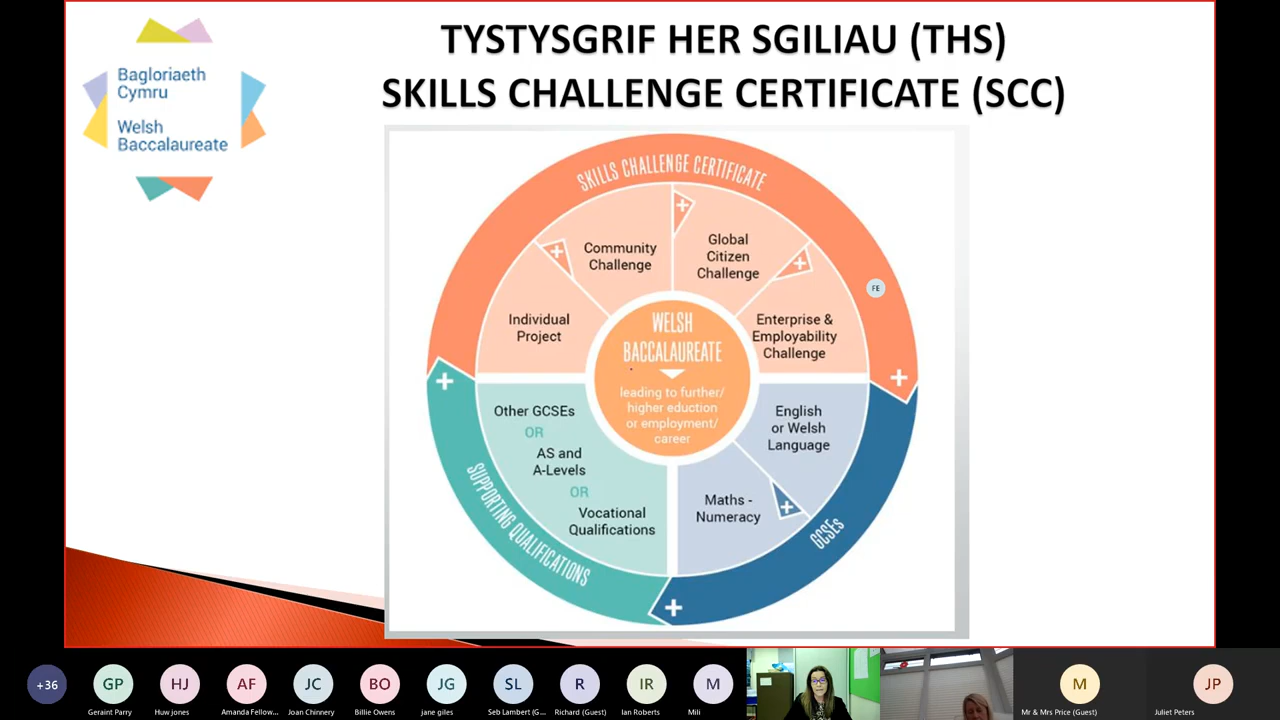 TYSTYSGRIF HER SGILIAU (THS)
SKILLS CHALLENGE CERTIFICATE (SCC)
Bagloriaeth
Cymru
Welsh
Baccalaureate
SKILLS CHALLENGE CERTIFICATE
Community
Challenge
Global
Citizen
Challenge
Individual
Project
Enterprise &
Employability
Challenge
FE
WELSH
BACCALAUREATE
leading to further/
higher eduction
or employment/
career
Other GCSEs
OR
AS and
A-Levels
OR
Vocational
Qualifications
English
or Welsh
Language
Maths -
Numeracy
SUPPORTING QUALIFICATIONS
GCSEs
+36
GP
HJ
AF
JC
BO
JG
SL
R
IR
M
M
JP
Geraint Parry
Huw jones
Amanda Fellow...
Joan Chinnery
Billie Owens
jane giles
Seb Lambert (G...
Richard (Guest)
Ian Roberts
Mili
Mr & Mrs Price (Guest)
Juliet Peters